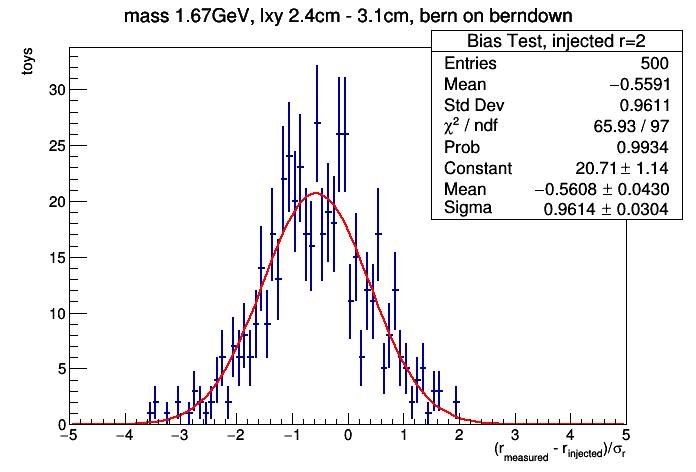 mass 1.67GeV, lxy 2.4cm - 3.1cm, bern on berndown
Bias Test, injected r=2
Entries 500
Mean −0.5591
Std Dev 0.9611
χ² / ndf 65.93 / 97
Prob 0.9934
Constant 20.71 ± 1.14
Mean −0.5608 ± 0.0430
Sigma 0.9614 ± 0.0304
toys
30
25
20
15
10
5
0
−5 −4 −3 −2 −1 0 1 2 3 4 5
(r_measured - r_injected)/σ_r